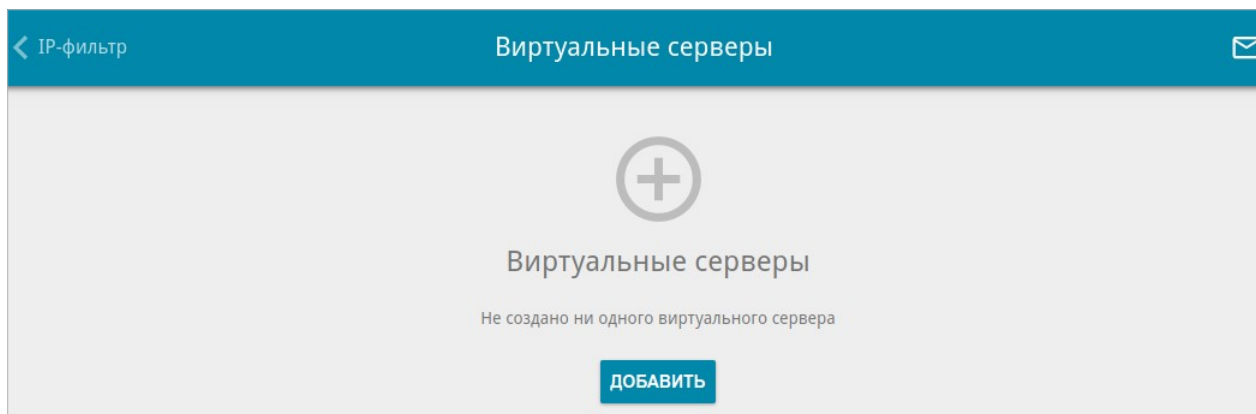 IP-фильтр
Виртуальные серверы
Виртуальные серверы
Не создано ни одного виртуального сервера
ДОБАВИТЬ